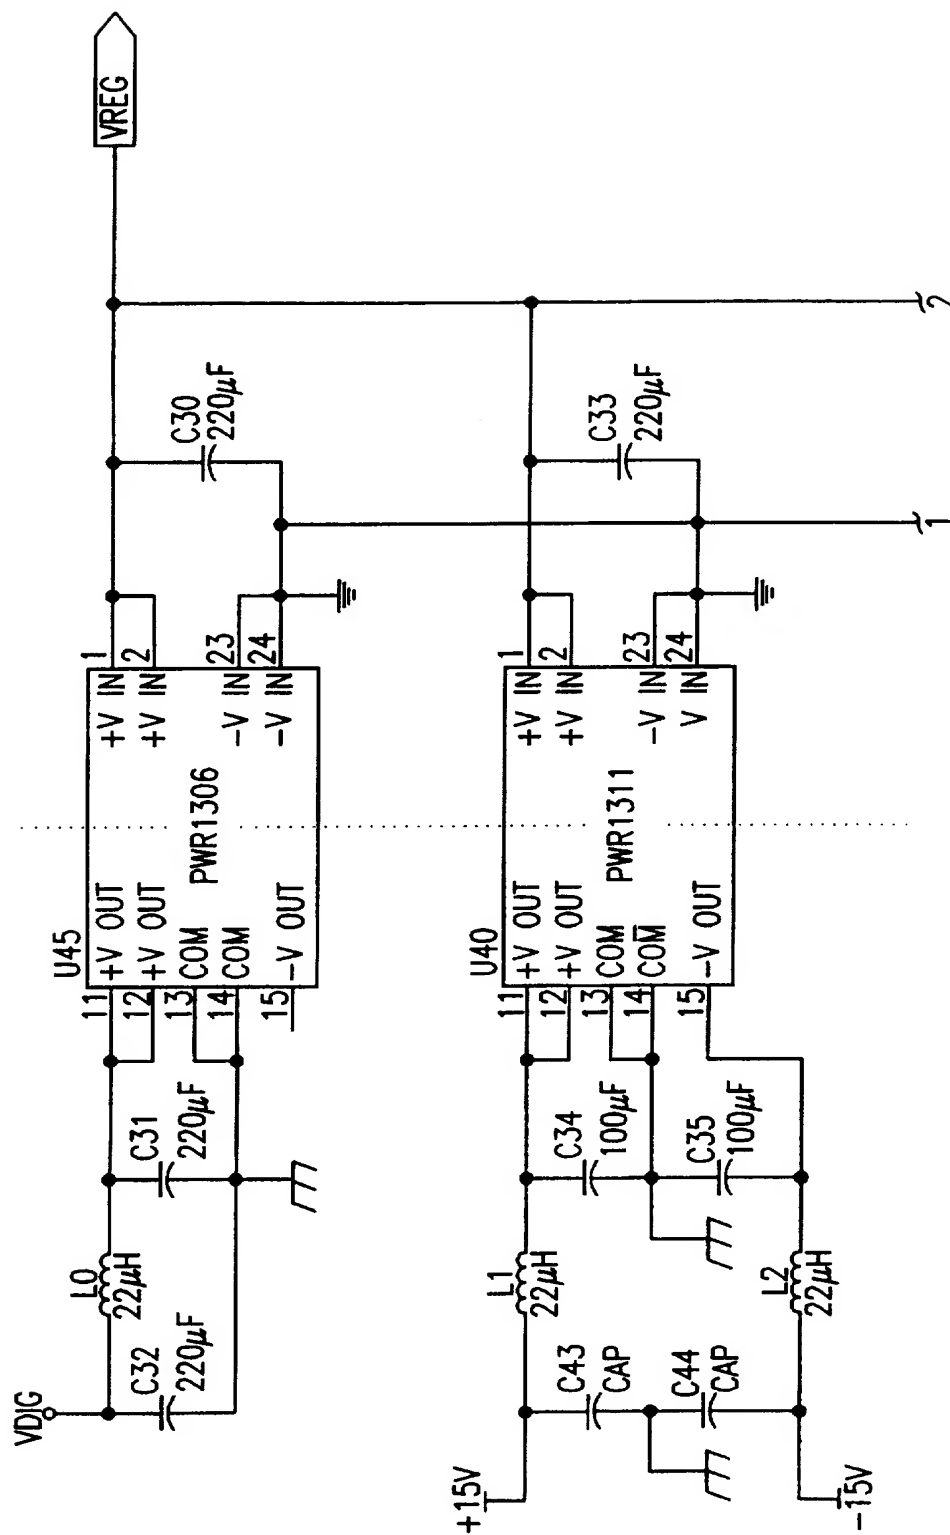 VDIG
C32
220µF
L0
22µH
C31
220µF
U45
11
12
13
14
15
+V OUT
+V OUT
COM
COM
-V OUT
PWR1306
+V IN
+V IN
-V IN
-V IN
1
2
23
24
C30
220µF
VREG
+15V
-15V
C43
CAP
C44
CAP
L1
22µH
L2
22µH
C34
100µF
C35
100µF
U40
11
12
13
14
15
+V OUT
+V OUT
COM
COM
-V OUT
PWR1311
+V IN
+V IN
-V IN
V IN
1
2
23
24
C33
220µF
1
2